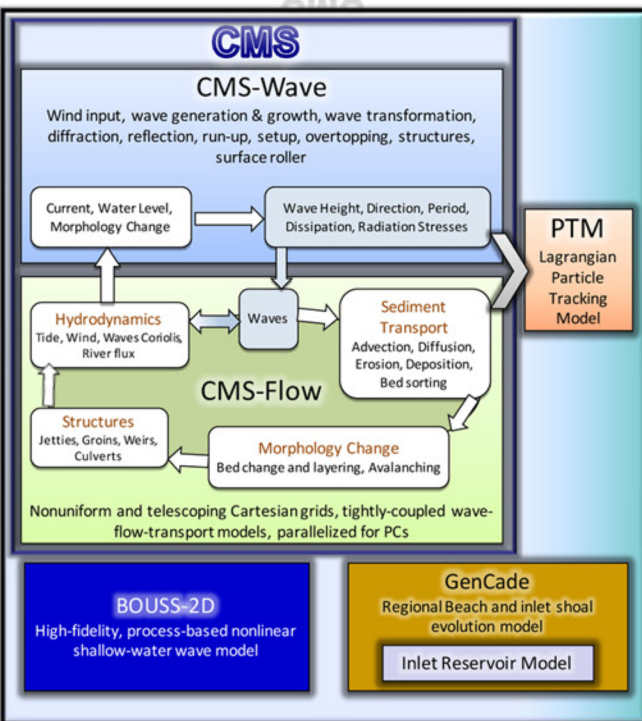 CMS
CMS-Wave
Wind input, wave generation & growth, wave transformation,
diffraction, reflection, run-up, setup, overtopping, structures,
surface roller
Current, Water Level,
Morphology Change
Wave Height, Direction, Period,
Dissipation, Radiation Stresses
PTM
Lagrangian
Particle
Tracking
Model
Hydrodynamics
Tide, Wind, Waves Coriolis,
River flux
Waves
Sediment
Transport
Advection, Diffusion,
Erosion, Deposition,
Bed sorting
CMS-Flow
Structures
Jetties, Groins, Weirs,
Culverts
Morphology Change
Bed change and layering, Avalanching
Nonuniform and telescoping Cartesian grids, tightly-coupled wave-
flow-transport models, parallelized for PCs
BOUSS-2D
High-fidelity, process-based nonlinear
shallow-water wave model
GenCade
Regional Beach and inlet shoal
evolution model
Inlet Reservoir Model